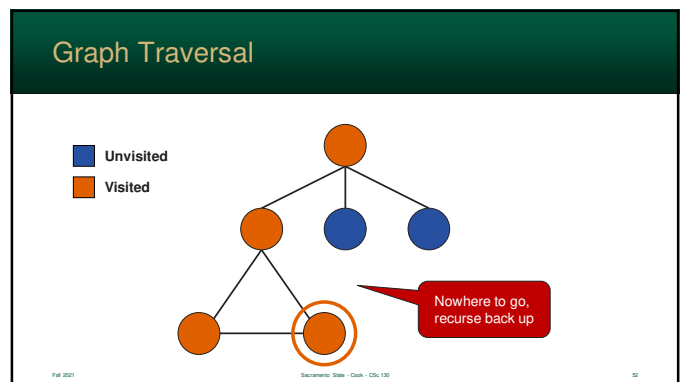 Graph Traversal
Unvisited
Visited
Nowhere to go,
recurse back up
Fall 2021
Sacramento State - Cook - CSc 130
52